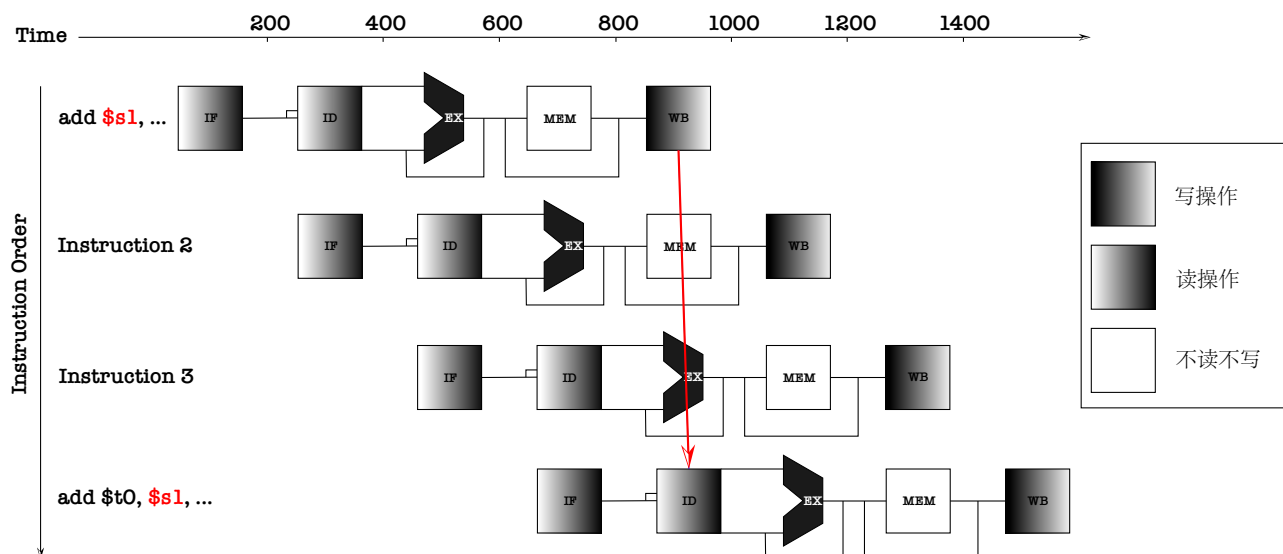 200 400 600 800 1000 1200 1400
Time
add $s1, ...
IF ID EX MEM WB
Instruction 2
IF ID EX MEM WB
Instruction 3
IF ID EX MEM WB
add $t0, $s1, ...
IF ID EX MEM WB
Instruction Order
写操作
读操作
不读不写